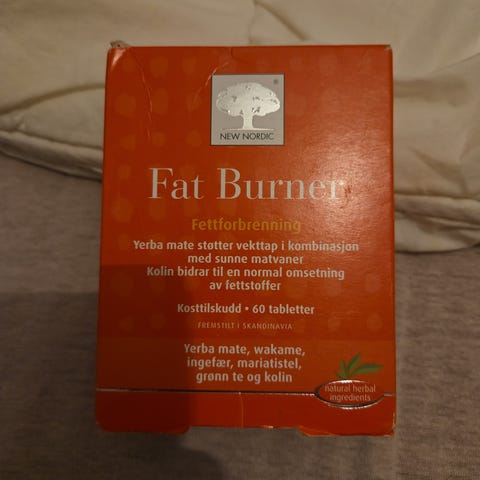 NEW NORDIC
®
Fat Burner
Fettforbrenning
Yerba mate støtter vekttap i kombinasjon
med sunne matvaner
Kolin bidrar til en normal omsetning
av fettstoffer
Kosttilskudd • 60 tabletter
FREMSTILT I SKANDINAVIA
Yerba mate, wakame,
ingefær, mariatistel,
grønn te og kolin
natural herbal
ingredients